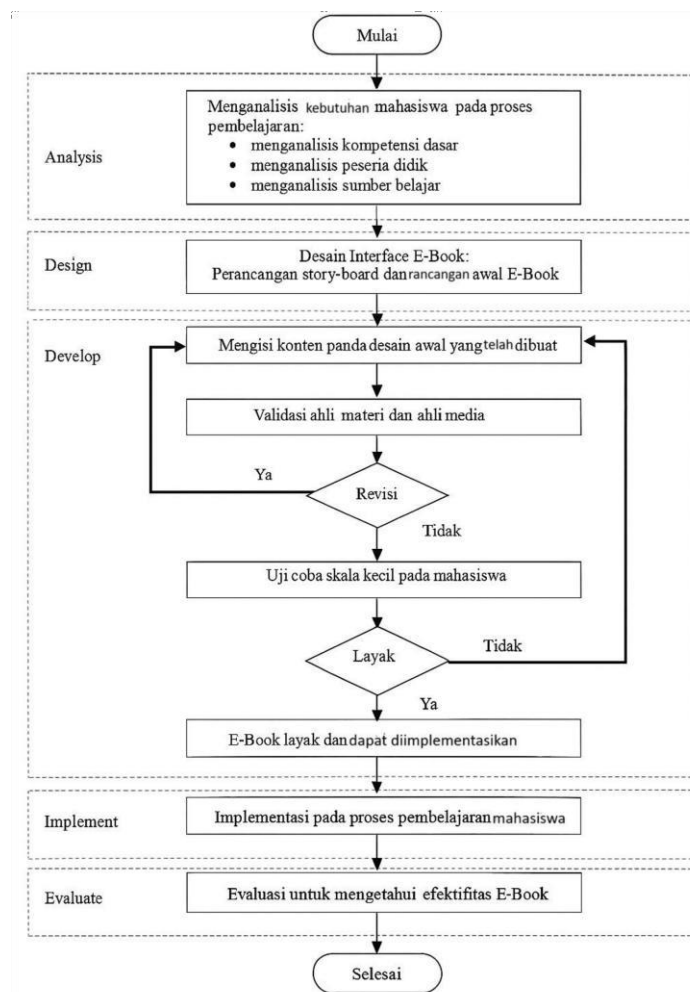 Mulai
Analysis
Menganalisis kebutuhan mahasiswa pada proses
pembelajaran:
• menganalisis kompetensi dasar
• menganalisis peseria didik
• menganalisis sumber belajar
Design
Desain Interface E-Book:
Perancangan story-board dan rancangan awal E-Book
Develop
Mengisi konten panda desain awal yang telah dibuat
Validasi ahli materi dan ahli media
Ya
Revisi
Tidak
Uji coba skala kecil pada mahasiswa
Layak
Tidak
Ya
E-Book layak dan dapat diimplementasikan
Implement
Implementasi pada proses pembelajaran mahasiswa
Evaluate
Evaluasi untuk mengetahui efektifitas E-Book
Selesai